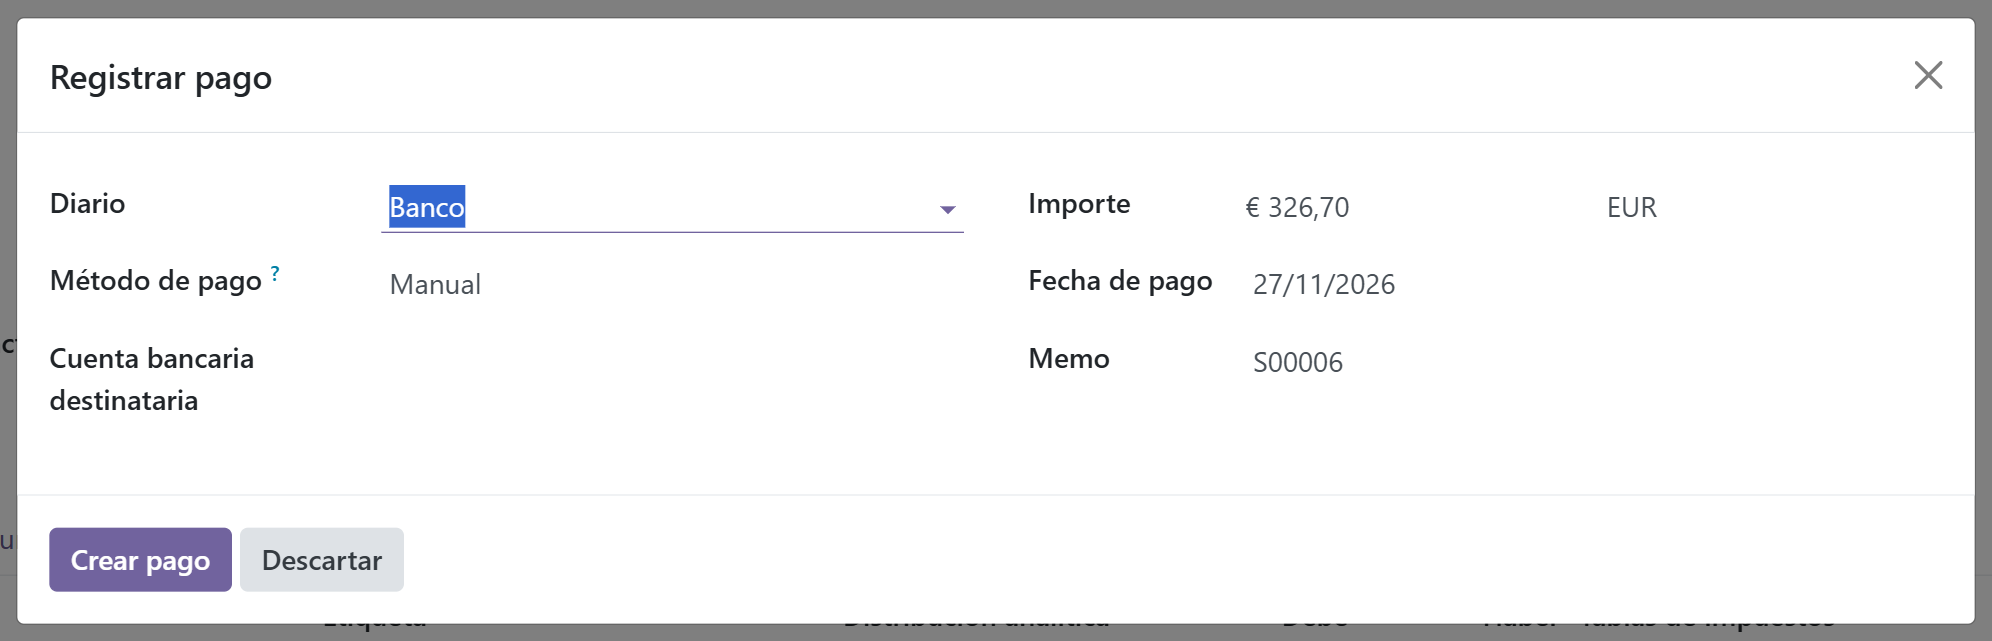 Registrar pago
Diario
Banco
Importe
€ 326,70
EUR
Método de pago ?
Manual
Fecha de pago
27/11/2026
Cuenta bancaria
destinataria
Memo
S00006
Crear pago
Descartar